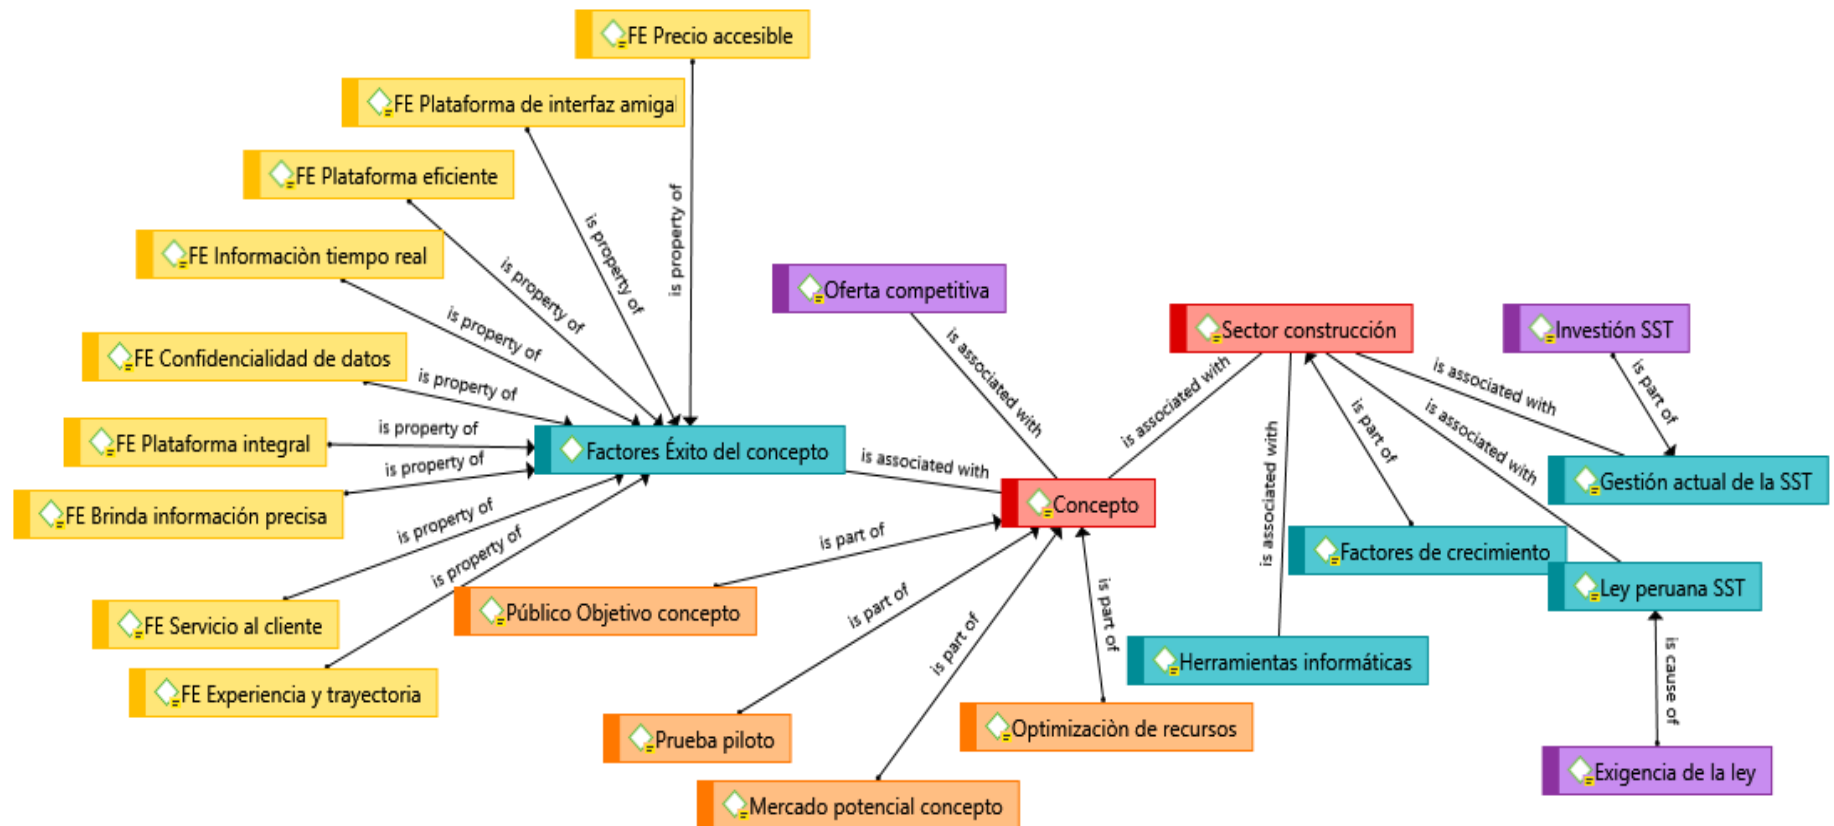 FE Precio accesible
FE Plataforma de interfaz amigal
FE Plataforma eficiente
is property of
is property of
FE Informaciòn tiempo real
is property of
Oferta competitiva
is property of
Sector construcción
Investión SST
FE Confidencialidad de datos
is property of
is associated with
is associated with
is associated with
is part of
FE Plataforma integral
is property of
Factores Éxito del concepto
is part of
is associated with
is property of
is associated with
is associated with
Gestión actual de la SST
FE Brinda información precisa
Concepto
is property of
is part of
Factores de crecimiento
is property of
Ley peruana SST
FE Servicio al cliente
Público Objetivo concepto
is part of
is part of
is part of
Herramientas informáticas
FE Experiencia y trayectoria
is cause of
Prueba piloto
Optimizaciòn de recursos
Exigencia de la ley
Mercado potencial concepto